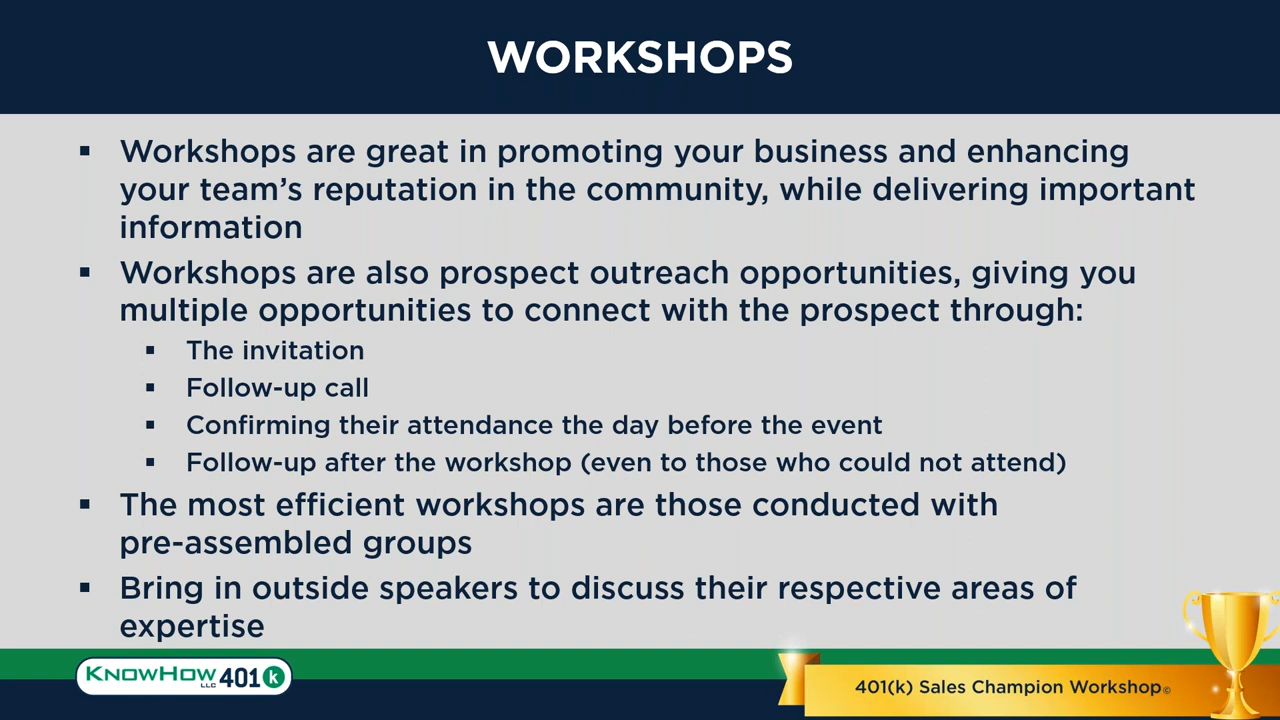 WORKSHOPS
▪ Workshops are great in promoting your business and enhancing
your team’s reputation in the community, while delivering important
information
▪ Workshops are also prospect outreach opportunities, giving you
multiple opportunities to connect with the prospect through:
▪ The invitation
▪ Follow-up call
▪ Confirming their attendance the day before the event
▪ Follow-up after the workshop (even to those who could not attend)
▪ The most efficient workshops are those conducted with
pre-assembled groups
▪ Bring in outside speakers to discuss their respective areas of
expertise
KNOWHOW LLC 401 k
401(k) Sales Champion Workshop©